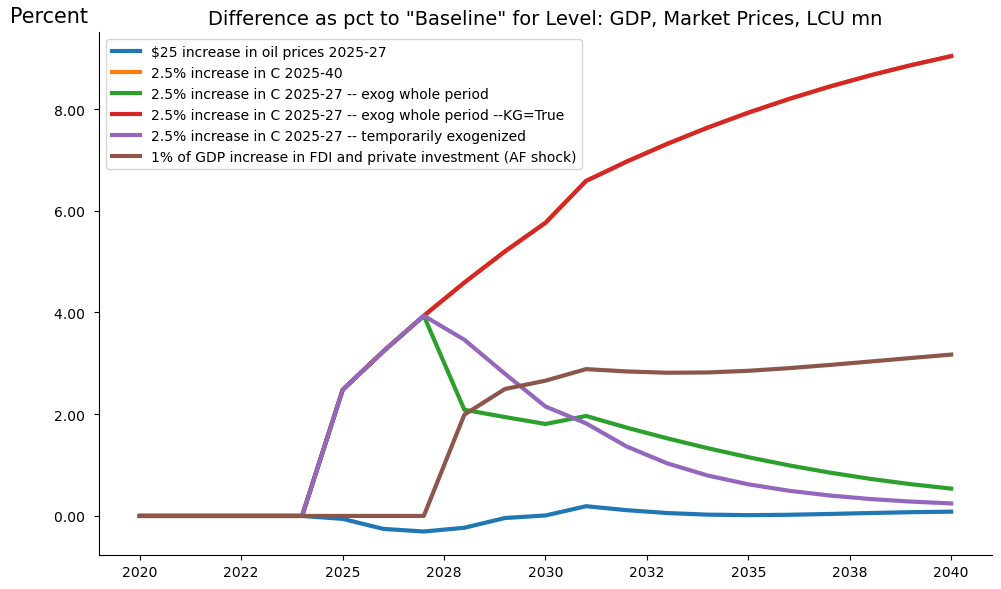 Percent
Difference as pct to "Baseline" for Level: GDP, Market Prices, LCU mn
$25 increase in oil prices 2025-27
2.5% increase in C 2025-40
2.5% increase in C 2025-27 -- exog whole period
2.5% increase in C 2025-27 -- exog whole period --KG=True
2.5% increase in C 2025-27 -- temporarily exogenized
1% of GDP increase in FDI and private investment (AF shock)
8.00
6.00
4.00
2.00
0.00
2020 2022 2025 2028 2030 2032 2035 2038 2040